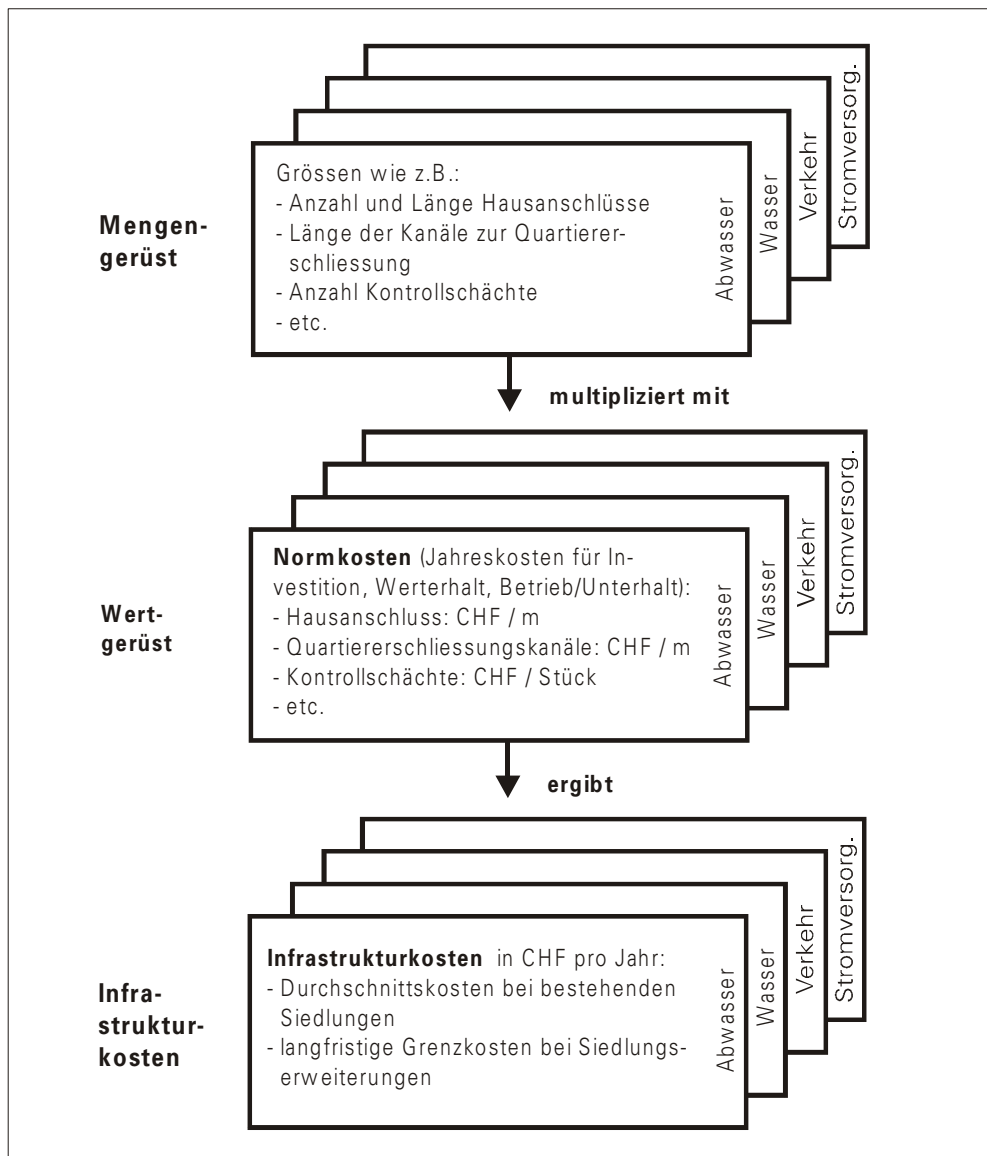 Mengen-
gerüst
Grössen wie z.B.:
- Anzahl und Länge Hausanschlüsse
- Länge der Kanäle zur Quartierer-
schliessung
- Anzahl Kontrollschächte
- etc.
Abwasser
Wasser
Verkehr
Stromversorg.
multipliziert mit
Wert-
gerüst
Normkosten (Jahreskosten für In-
vestition, Werterhalt, Betrieb/Unterhalt):
- Hausanschluss: CHF / m
- Quartiererschliessungskanäle: CHF / m
- Kontrollschächte: CHF / Stück
- etc.
Abwasser
Wasser
Verkehr
Stromversorg.
ergibt
Infra-
struktur-
kosten
Infrastrukturkosten in CHF pro Jahr:
- Durchschnittskosten bei bestehenden
Siedlungen
- langfristige Grenzkosten bei Siedlungs-
erweiterungen
Abwasser
Wasser
Verkehr
Stromversorg.